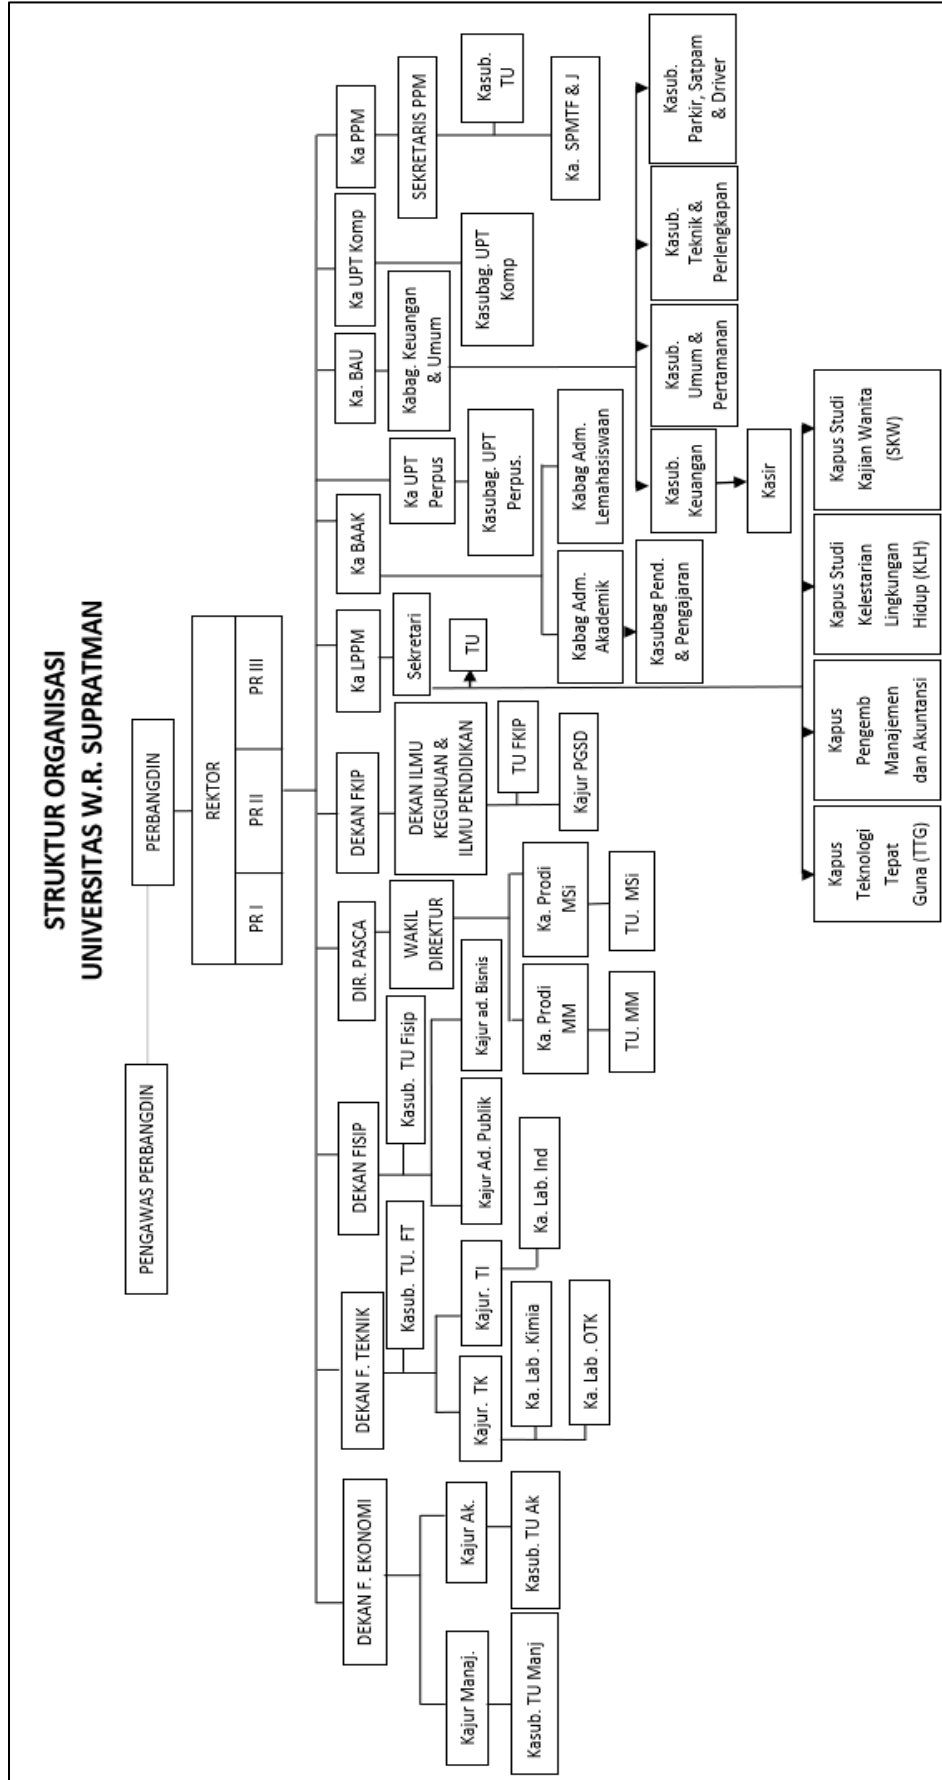 STRUKTUR ORGANISASI
UNIVERSITAS W.R. SUPRATMAN
PENGAWAS PERBANGDIN
PERBANGDIN
REKTOR
PR I
PR II
PR III
DEKAN F. EKONOMI
DEKAN F. TEKNIK
DEKAN FISIP
DIR. PASCA
DEKAN FKIP
Ka LPPM
Ka BAAK
Ka UPT
Perpus
Ka. BAU
Ka UPT Komp
Ka PPM
Kajur Manaj.
Kajur Ak.
Kasub. TU Manj
Kasub. TU Ak
Kasub. TU. FT
Kajur. TK
Kajur. TI
Ka. Lab . Kimia
Ka. Lab . OTK
Ka. Lab. Ind
Kasub. TU Fisip
Kajur Ad. Publik
Kajur ad. Bisnis
WAKIL
DIREKTUR
Ka. Prodi
MM
Ka. Prodi
MSi
TU. MM
TU. MSi
DEKAN ILMU
KEGURUAN &
ILMU PENDIDIKAN
TU FKIP
Kajur PGSD
Sekretari
TU
Kapus
Teknologi
Tepat
Guna (TTG)
Kapus
Pengemb
Manajemen
dan Akuntansi
Kapus Studi
Kelestarian
Lingkungan
Hidup (KLH)
Kapus Studi
Kajian Wanita
(SKW)
Kabag Adm.
Akademik
Kabag Adm.
Lemahasiswaan
Kasubag Pend.
& Pengajaran
Kasubag. UPT
Perpus.
Kabag. Keuangan
& Umum
Kasub.
Keuangan
Kasir
Kasub.
Umum &
Pertamanan
Kasub.
Teknik &
Perlengkapan
Kasub.
Parkir, Satpam
& Driver
Kasubag. UPT
Komp
SEKRETARIS PPM
Kasub.
TU
Ka. SPMTF & J